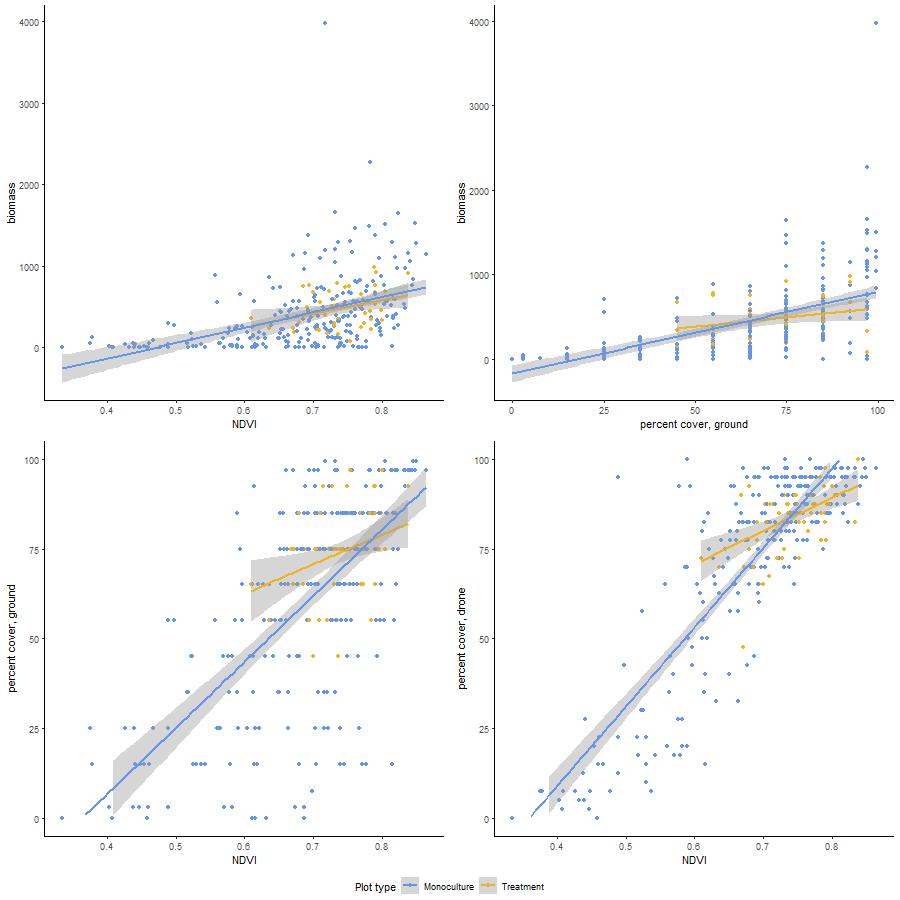 4000
3000
2000
1000
0
biomass
0.4 0.5 0.6 0.7 0.8
NDVI
4000
3000
2000
1000
0
biomass
0 25 50 75 100
percent cover, ground
100
75
50
25
0
percent cover, ground
0.4 0.5 0.6 0.7 0.8
NDVI
100
75
50
25
0
percent cover, drone
0.4 0.5 0.6 0.7 0.8
NDVI
Plot type Monoculture Treatment